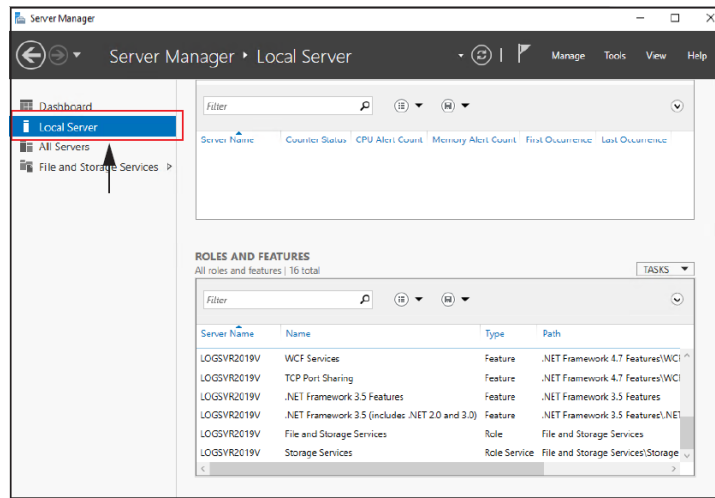 Server Manager
Server Manager • Local Server
Manage Tools View Help
Dashboard
Local Server
All Servers
File and Storage Services
Filter
Server Name Counter Status CPU Alert Count Memory Alert Count First Occurrence Last Occurrence
ROLES AND FEATURES
All roles and features | 16 total
TASKS
Filter
Server Name Name Type Path
LOGSVR2019V WCF Services Feature .NET Framework 4.7 Features\WCF
LOGSVR2019V TCP Port Sharing Feature .NET Framework 4.7 Features\WCF
LOGSVR2019V .NET Framework 3.5 Features Feature .NET Framework 3.5 Features
LOGSVR2019V .NET Framework 3.5 (includes .NET 2.0 and 3.0) Feature .NET Framework 3.5 Features\.NET
LOGSVR2019V File and Storage Services Role File and Storage Services
LOGSVR2019V Storage Services Role Service File and Storage Services\Storage